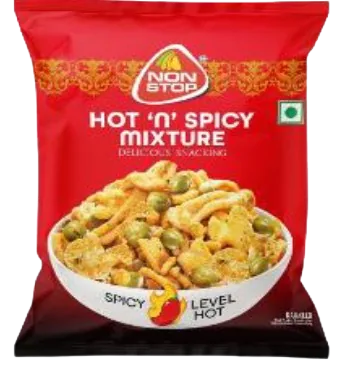 NON
STOP
HOT 'N' SPICY
MIXTURE
DELICIOUS SNACKING
SPICY LEVEL
HOT